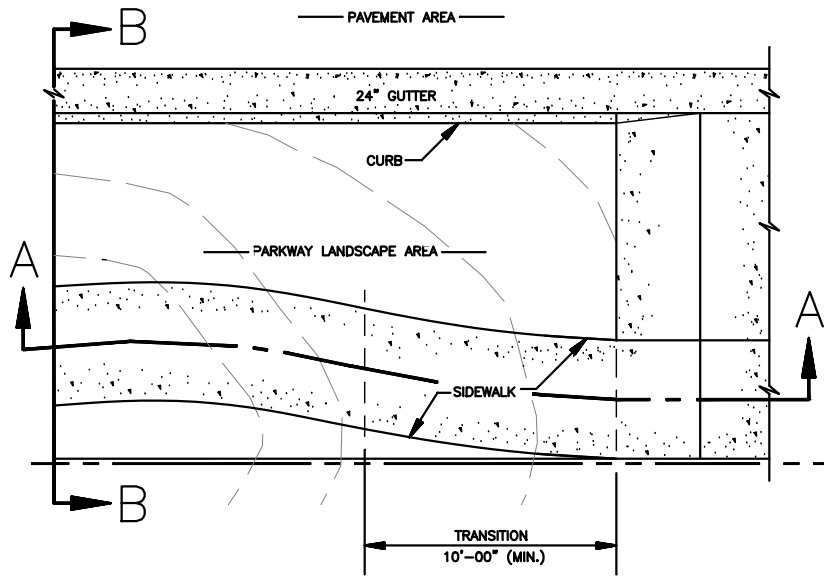 PAVEMENT AREA
B
24" GUTTER
CURB
PARKWAY LANDSCAPE AREA
A
A
SIDEWALK
B
TRANSITION
10'-00" (MIN.)